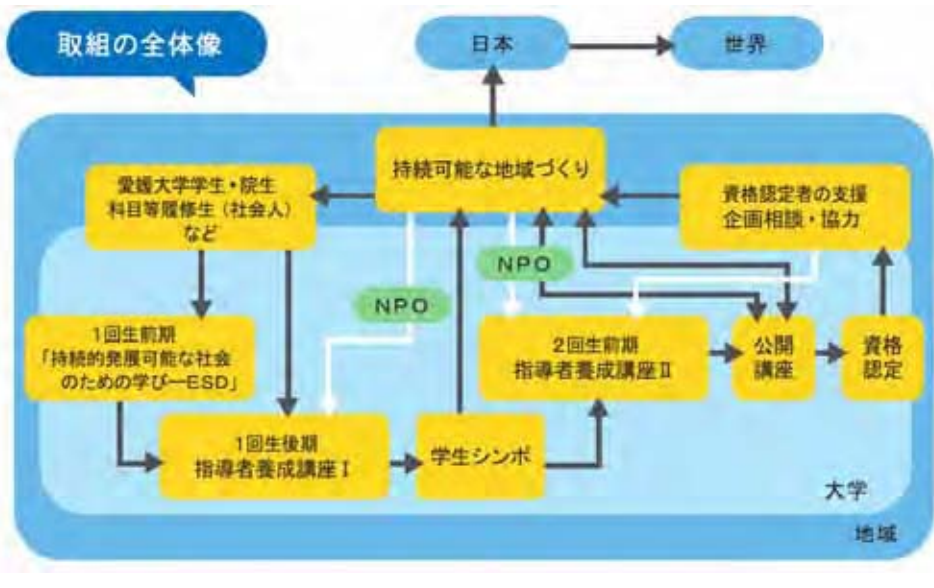 取組の全体像
日本
世界
持続可能な地域づくり
愛媛大学学生・院生
科目等履修生（社会人）
など
資格認定者の支援
企画相談・協力
NPO
NPO
1回生前期
「持続的発展可能な社会
のための学び—ESD」
2回生前期
指導者養成講座Ⅱ
公開
講座
資格
認定
1回生後期
指導者養成講座Ⅰ
学生シンポ
大学
地域